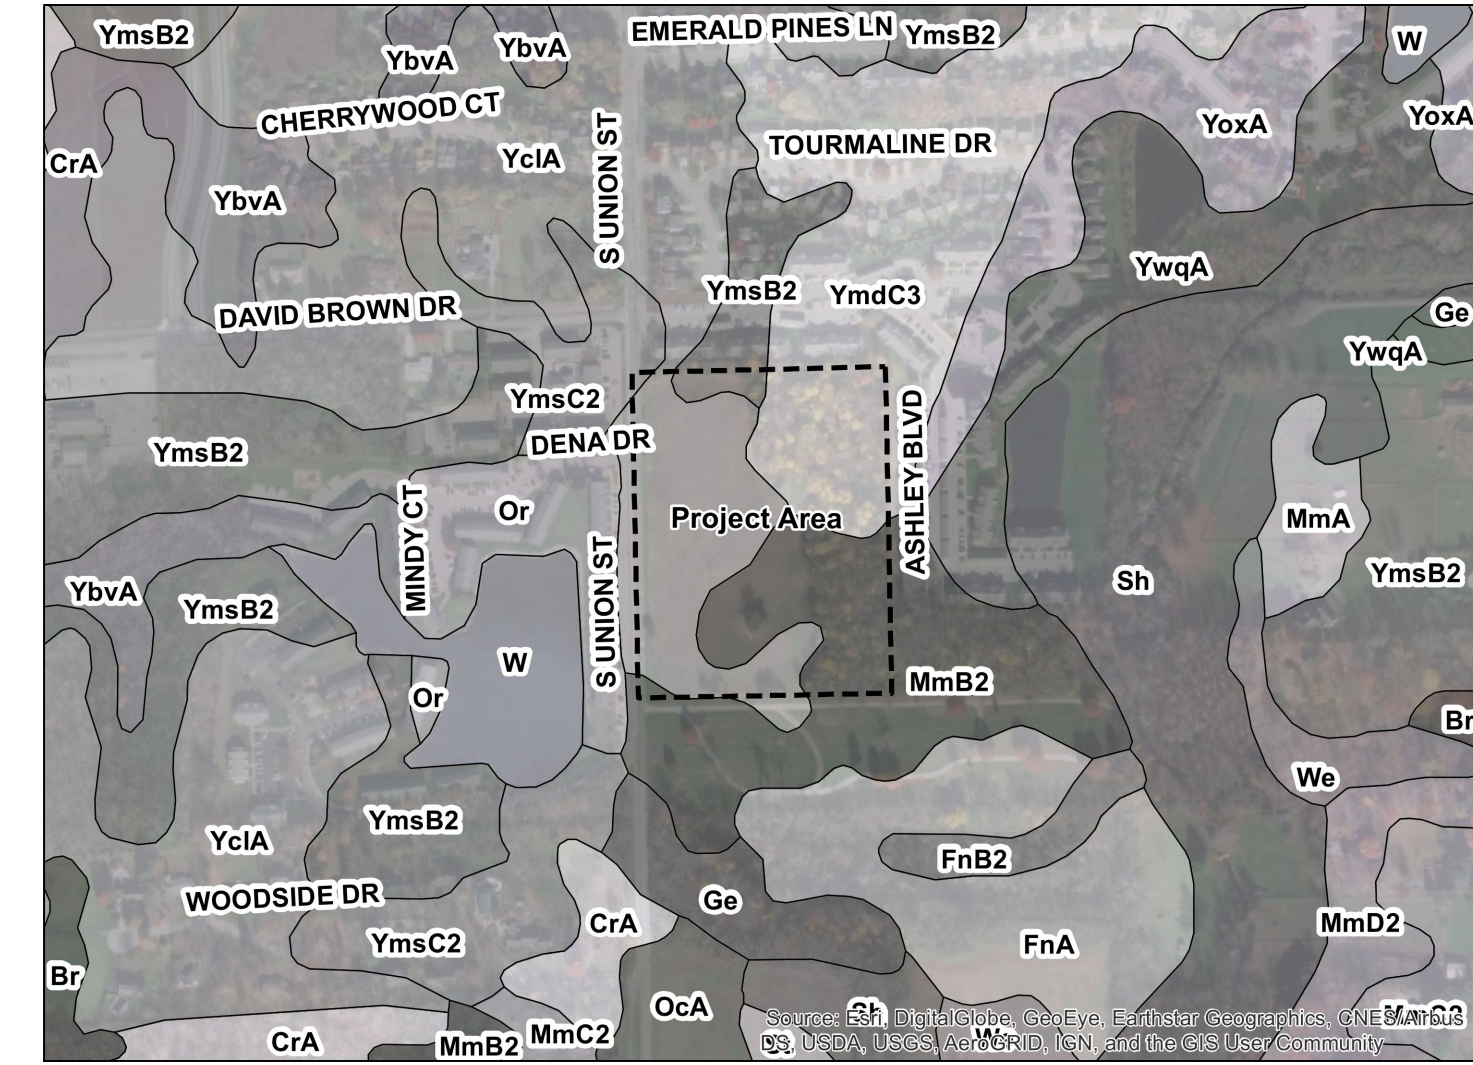 YmsB2
YbvA
YbvA
EMERALD PINES LN
YmsB2
W
CHERRYWOOD CT
YoxA
YoxA
CrA
YclA
S UNION ST
TOURMALINE DR
YbvA
YwqA
YmsB2
YmdC3
Ge
DAVID BROWN DR
YwqA
YmsC2
DENA DR
ASHLEY BLVD
YmsB2
Or
Project Area
MmA
MINDY CT
S UNION ST
Sh
YmsB2
YbvA
YmsB2
W
MmB2
Or
Br
We
YmsB2
YclA
FnB2
WOODSIDE DR
Ge
CrA
MmD2
YmsC2
FnA
Br
OcA
Sh
MmC2
CrA
MmB2
MmC2
Source: Esri, DigitalGlobe, GeoEye, Earthstar Geographics, CNES/Airbus
DS, USDA, USGS, AeroGRID, IGN, and the GIS User Community